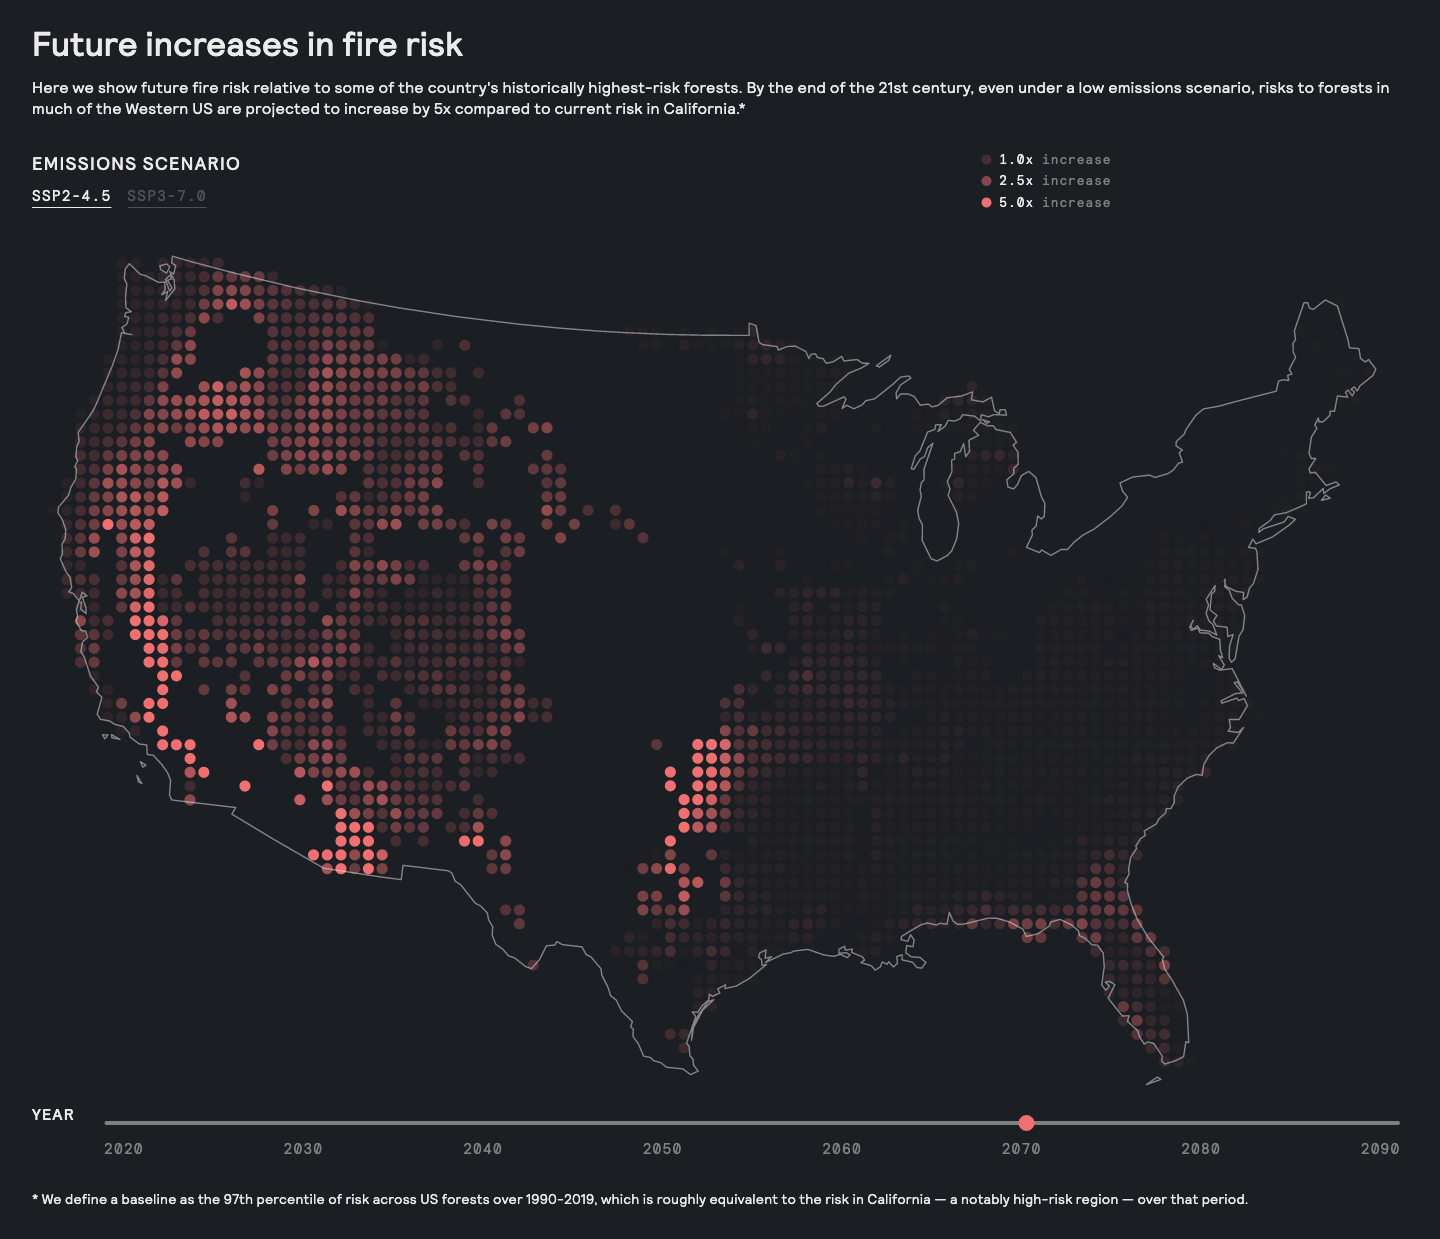 Future increases in fire risk
Here we show future fire risk relative to some of the country's historically highest-risk forests. By the end of the 21st century, even under a low emissions scenario, risks to forests in
much of the Western US are projected to increase by 5x compared to current risk in California.*
EMISSIONS SCENARIO
SSP2-4.5 SSP3-7.0
1.0x increase
2.5x increase
5.0x increase
YEAR
2020 2030 2040 2050 2060 2070 2080 2090
* We define a baseline as the 97th percentile of risk across US forests over 1990-2019, which is roughly equivalent to the risk in California — a notably high-risk region — over that period.